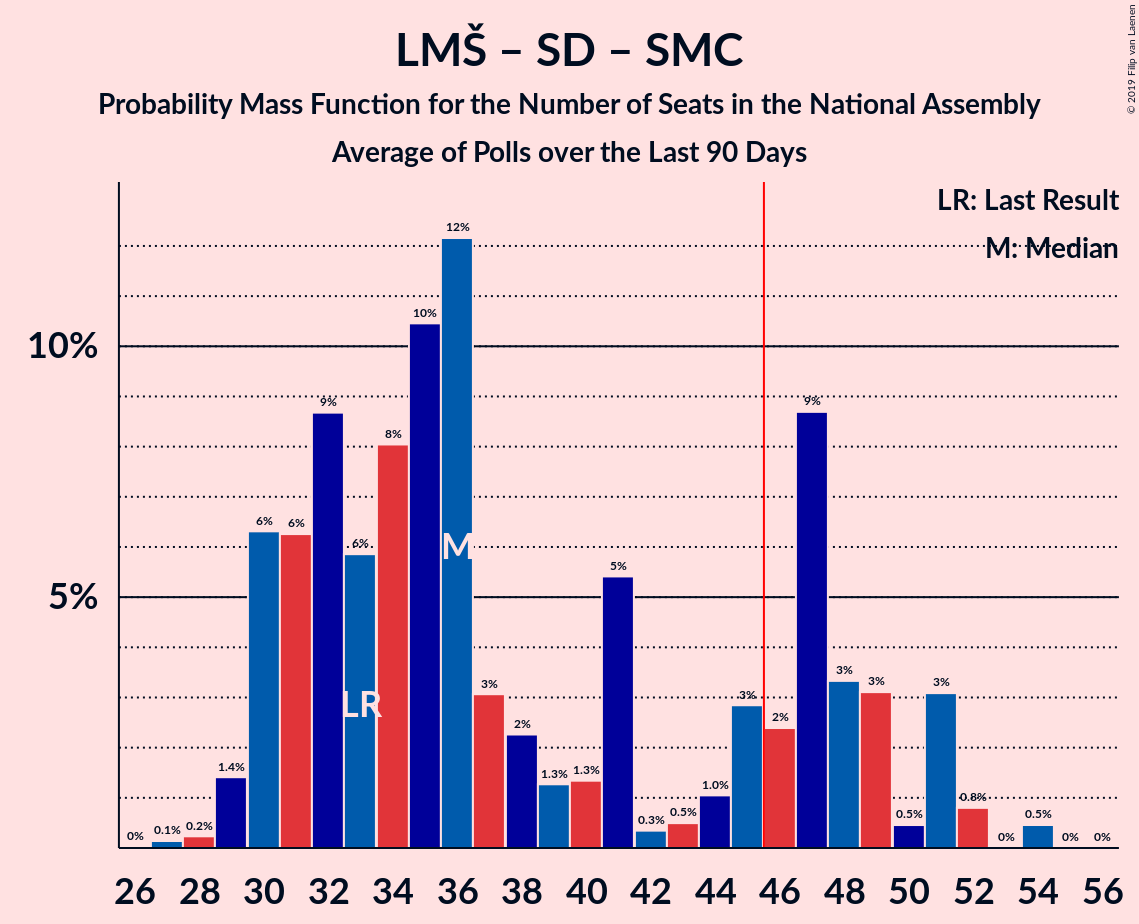 LMŠ – SD – SMC
Probability Mass Function for the Number of Seats in the National Assembly
Average of Polls over the Last 90 Days
© 2019 Filip van Laenen
LR: Last Result
M: Median
10%
5%
0% 0.1% 0.2% 1.4% 6% 6% 9% 6% 8% 10% 12% 3% 2% 1.3% 1.3% 5% 0.3% 0.5% 1.0% 3% 2% 9% 3% 3% 0.5% 3% 0.8% 0% 0.5% 0% 0%
M
LR
26 28 30 32 34 36 38 40 42 44 46 48 50 52 54 56